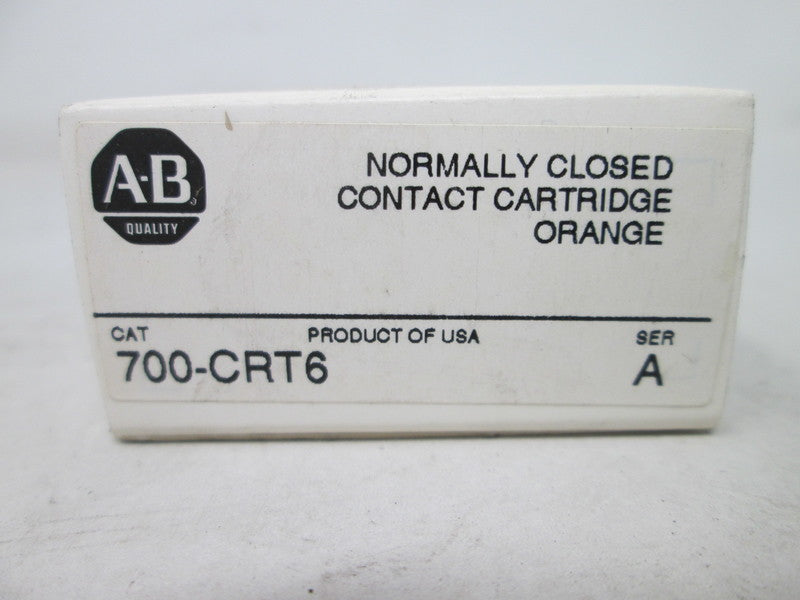 A-B
QUALITY
NORMALLY CLOSED
CONTACT CARTRIDGE
ORANGE
CAT PRODUCT OF USA SER
700-CRT6 A